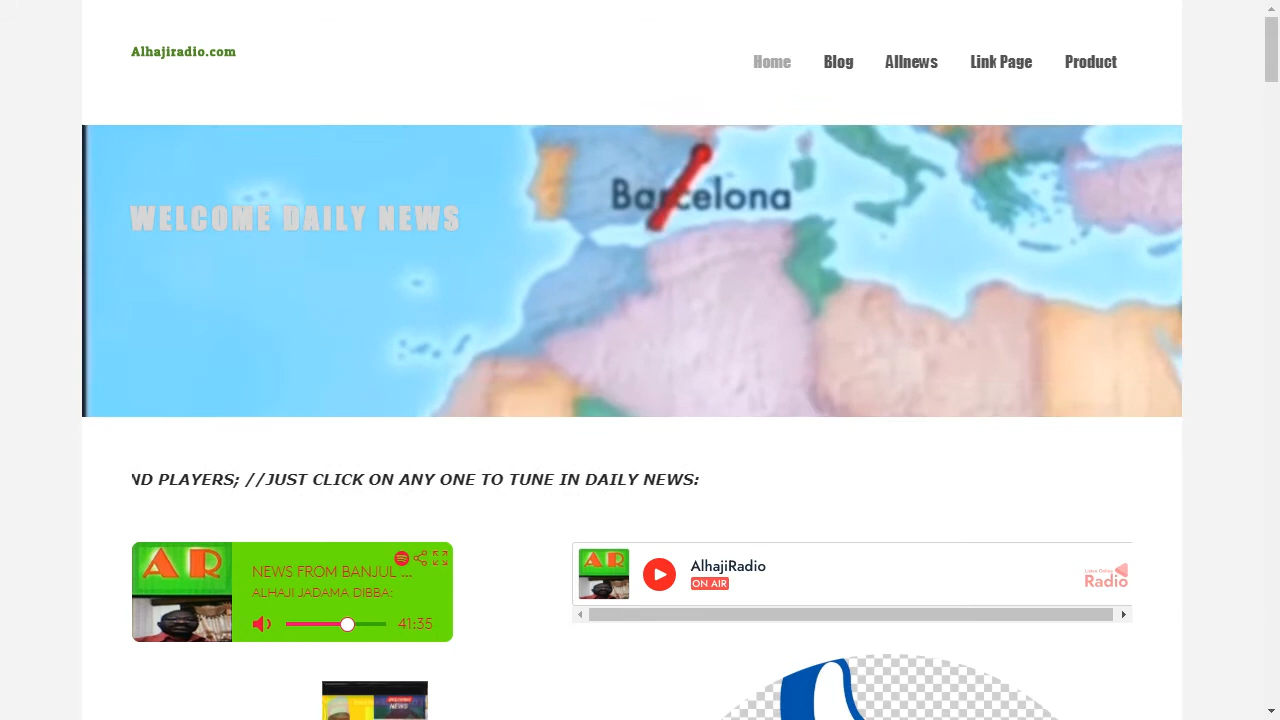 Alhajiradio.com
Home Blog Allnews Link Page Product
Barcelona
WELCOME DAILY NEWS
ND PLAYERS; //JUST CLICK ON ANY ONE TO TUNE IN DAILY NEWS:
A R
NEWS FROM BANJUL ...
ALHAJI JADAMA DIBBA:
41:35
A R
AlhajiRadio
ON AIR
Radio
NEWS